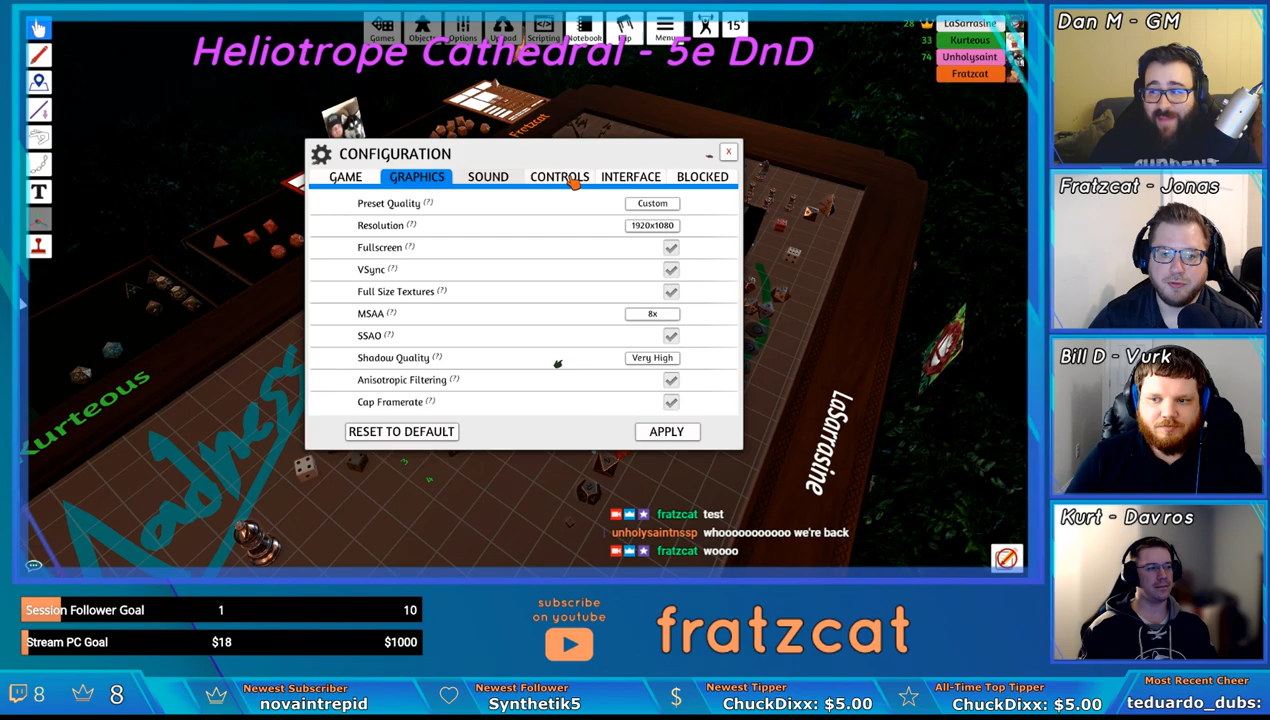 Games Objects Options Upload Scripting Notebook Flip Menu 15°
Heliotrope Cathedral - 5e DnD
28 LaSarrasine
33 Kurteous
74 Unholysaint
Fratzcat
Fratzcat
T
CONFIGURATION
X
GAME GRAPHICS SOUND CONTROLS INTERFACE BLOCKED
Preset Quality (?) Custom
Resolution (?) 1920x1080
Fullscreen (?)
VSync (?)
Full Size Textures (?)
MSAA (?) 8x
SSAO (?)
Shadow Quality (?) Very High
Anisotropic Filtering (?)
Cap Framerate (?)
RESET TO DEFAULT APPLY
Kurteous
Madness
LaSarrasine
3
4
fratzcat test
unholysaintnssp whoooooooooo we're back
fratzcat woooo
Dan M - GM
CURRENT
Fratzcat - Jonas
Bill D - Vurk
Kurt - Davros
Session Follower Goal 1 10
Stream PC Goal $18 $1000
subscribe
on youtube
fratzcat
8 8
Newest Subscriber
novaintrepid
Newest Follower
Synthetik5
$
Newest Tipper
ChuckDixx: $5.00
All-Time Top Tipper
ChuckDixx: $5.00
Most Recent Cheer
teduardo_dubs: